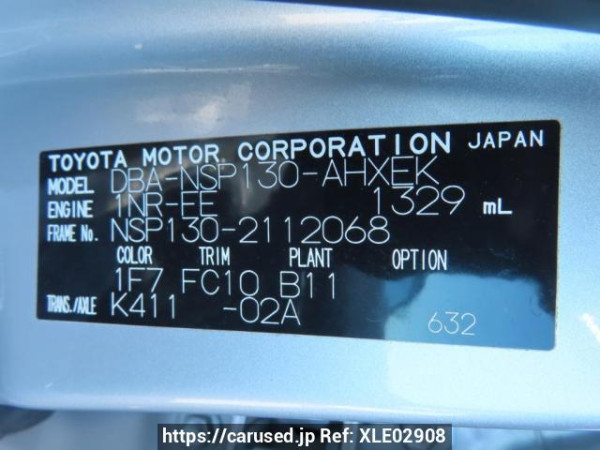 TOYOTA MOTOR CORPORATION JAPAN
MODEL DBA-NSP130-AHXEK
ENGINE 1NR-EE 1329 mL
FRAME No. NSP130-2112068
COLOR TRIM PLANT OPTION
1F7 FC10 B11
TRANS./AXLE K411 -02A
632
https://carused.jp Ref: XLE02908